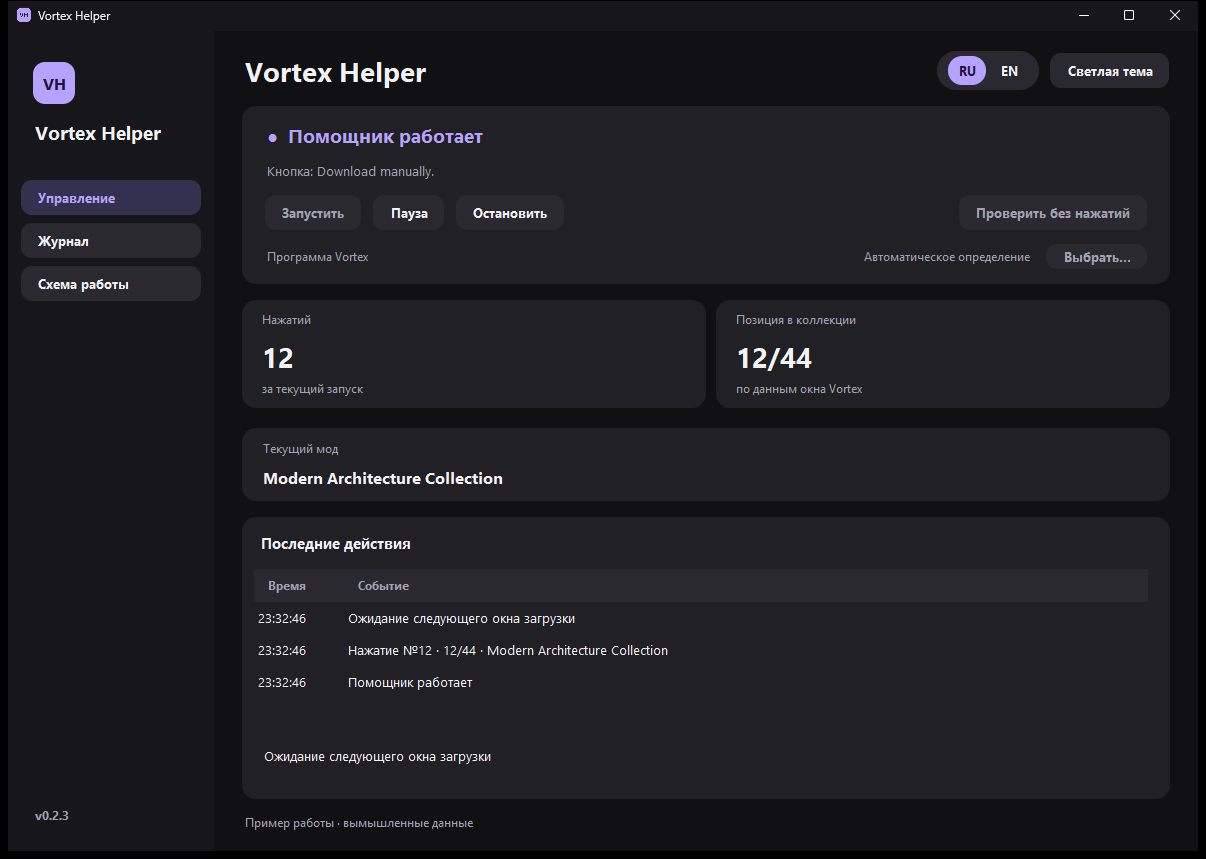 Vortex Helper
VH
Vortex Helper
Управление
Журнал
Схема работы
v0.2.3
Vortex Helper
RU EN Светлая тема
Помощник работает
Кнопка: Download manually.
Запустить Пауза Остановить Проверить без нажатий
Программа Vortex Автоматическое определение Выбрать...
Нажатий
12
за текущий запуск
Позиция в коллекции
12/44
по данным окна Vortex
Текущий мод
Modern Architecture Collection
Последние действия
Время Событие
23:32:46 Ожидание следующего окна загрузки
23:32:46 Нажатие №12 · 12/44 · Modern Architecture Collection
23:32:46 Помощник работает
Ожидание следующего окна загрузки
Пример работы · вымышленные данные